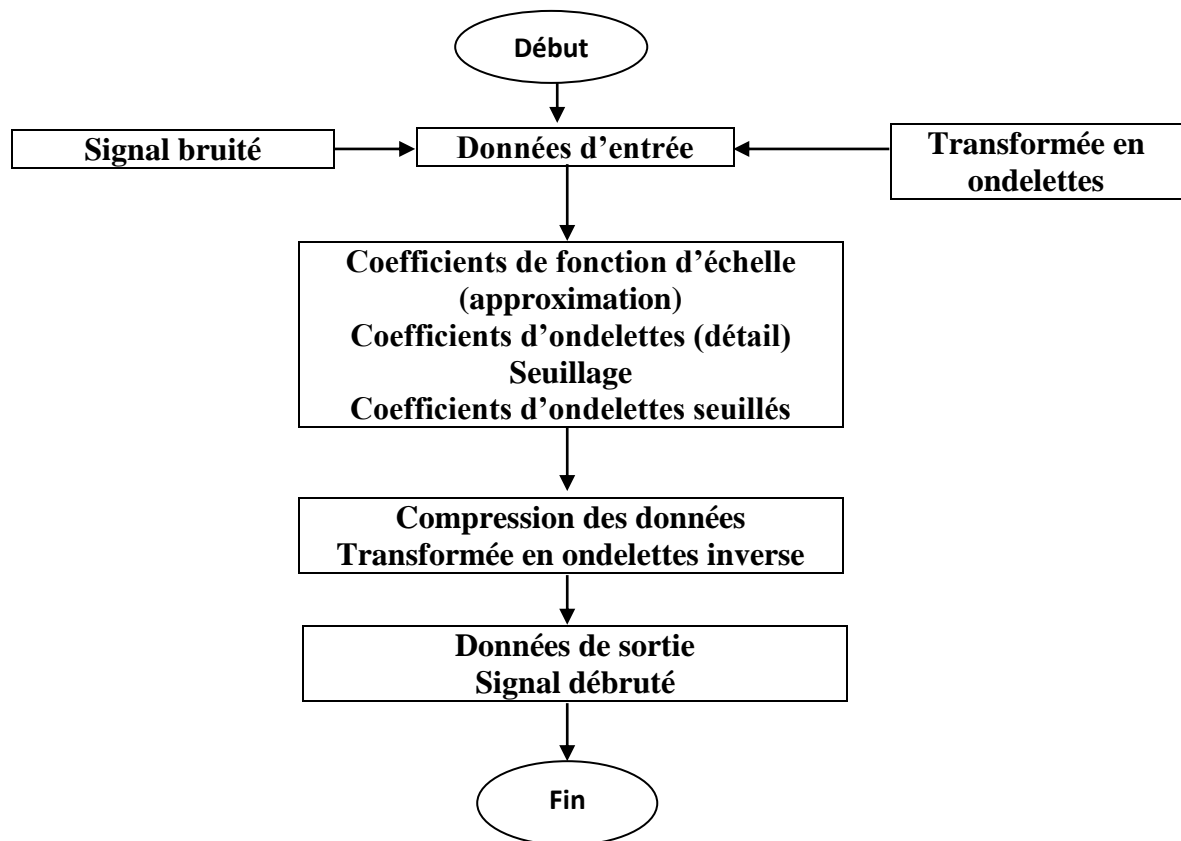 Début
Signal bruité
Données d’entrée
Transformée en
ondelettes
Coefficients de fonction d’échelle
(approximation)
Coefficients d’ondelettes (détail)
Seuillage
Coefficients d’ondelettes seuillés
Compression des données
Transformée en ondelettes inverse
Données de sortie
Signal débruté
Fin